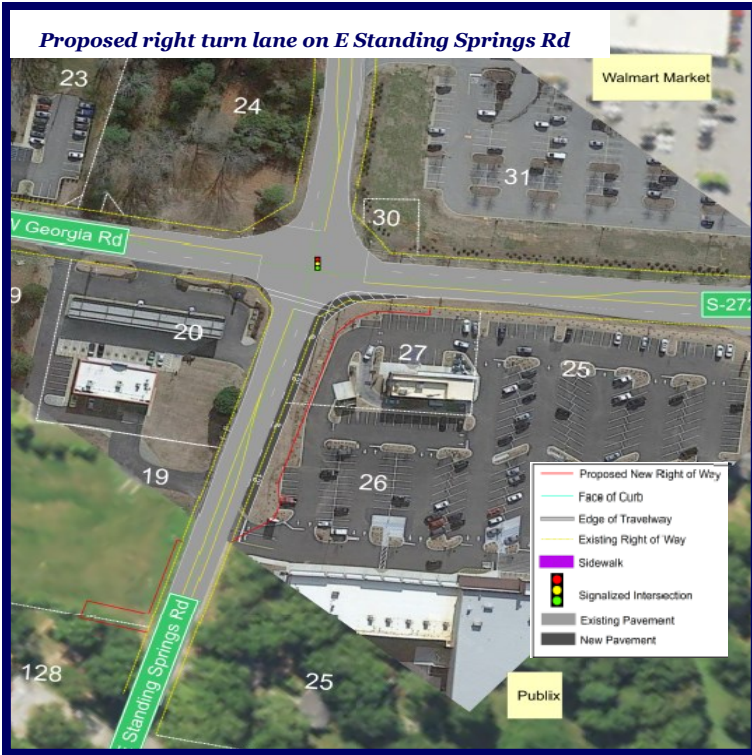 Proposed right turn lane on E Standing Springs Rd
23
24
Walmart Market
31
30
W Georgia Rd
9
S-272
20
27
25
19
26
Proposed New Right of Way
Face of Curb
Edge of Travelway
Existing Right of Way
Sidewalk
Signalized Intersection
Existing Pavement
New Pavement
Standing Springs Rd
128
25
Publix